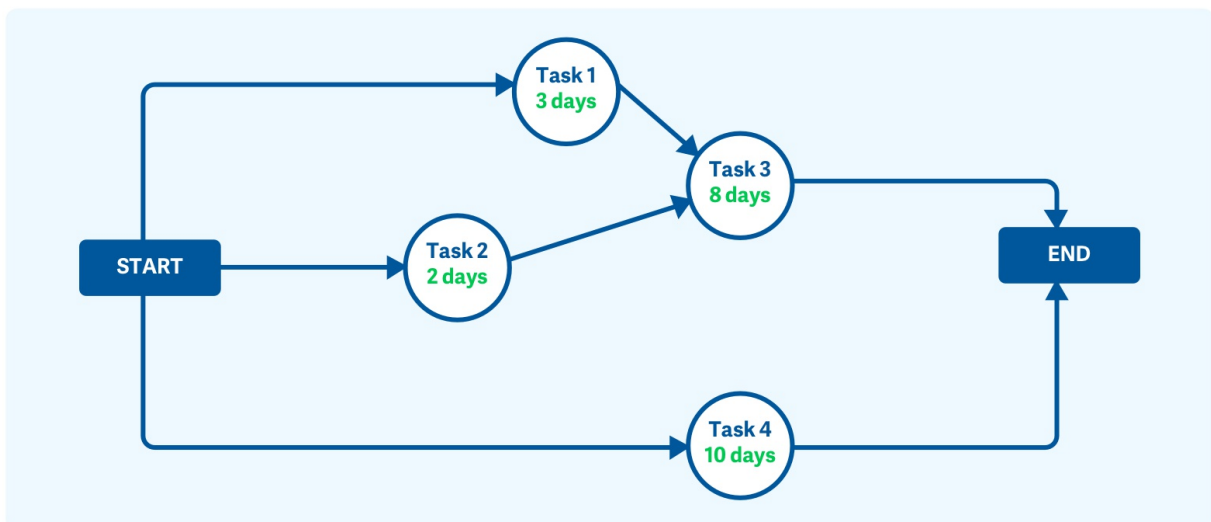 Task 1
3 days
Task 3
8 days
Task 2
2 days
START
END
Task 4
10 days